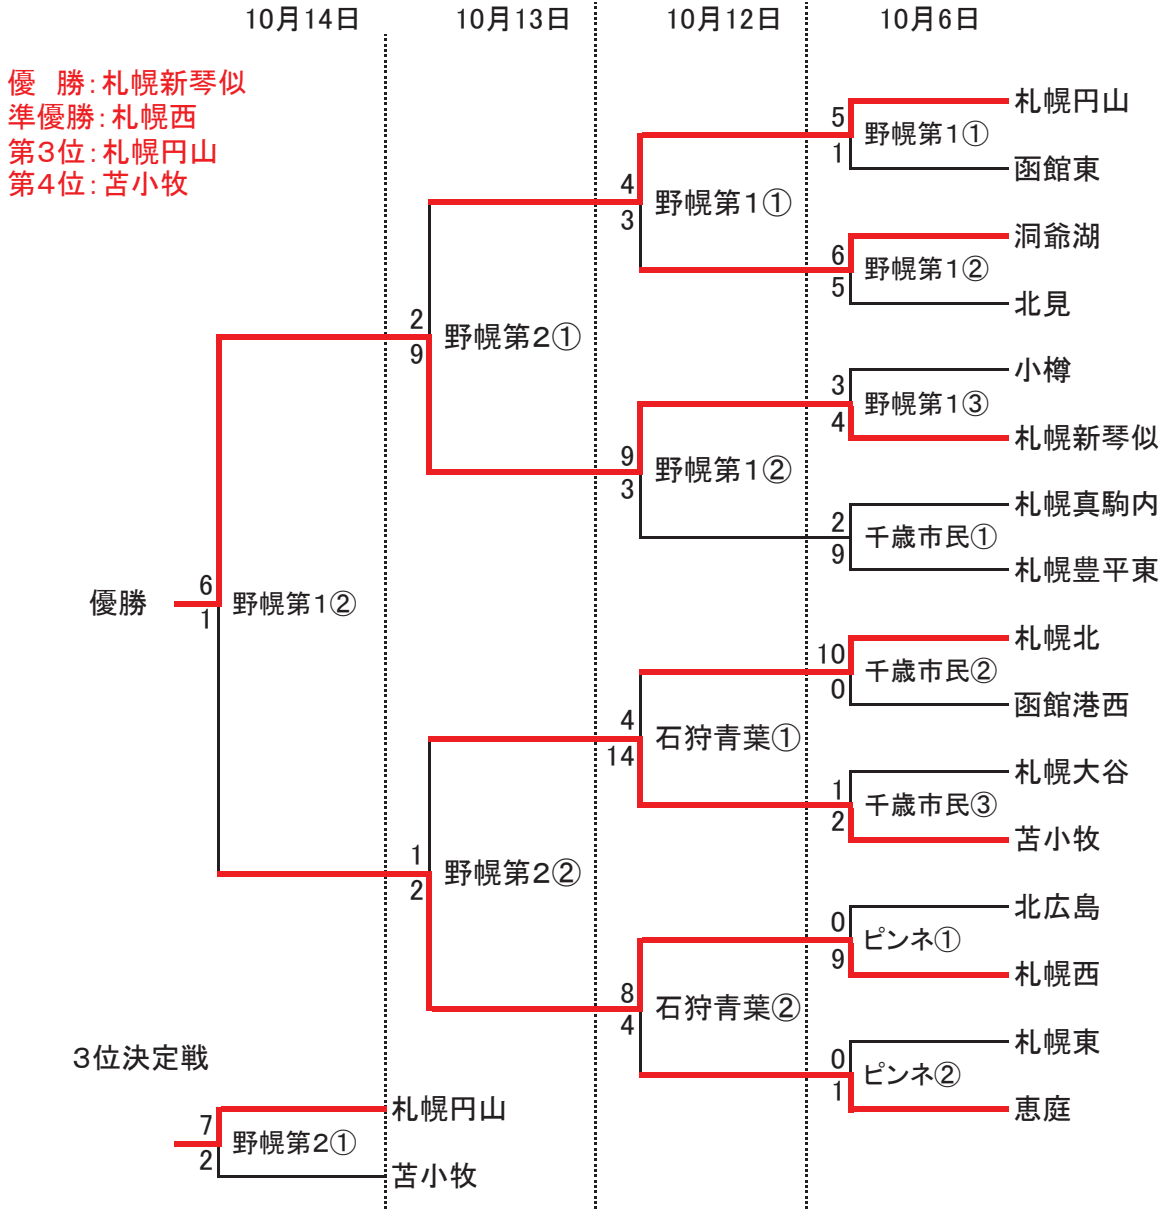 10月14日
10月13日
10月12日
10月6日
優　勝：札幌新琴似
準優勝：札幌西
第３位：札幌円山
第４位：苫小牧
札幌円山
5
野幌第１①
1
函館東
4
野幌第１①
3
洞爺湖
6
野幌第１②
5
北見
2
野幌第２①
9
小樽
3
野幌第１③
4
札幌新琴似
9
野幌第１②
3
札幌真駒内
2
千歳市民①
9
札幌豊平東
優勝
6
野幌第１②
1
札幌北
10
千歳市民②
0
函館港西
4
石狩青葉①
14
札幌大谷
1
千歳市民③
2
苫小牧
1
野幌第２②
2
北広島
0
ピンネ①
9
札幌西
8
石狩青葉②
4
札幌東
0
ピンネ②
1
恵庭
３位決定戦
札幌円山
7
野幌第２①
2
苫小牧